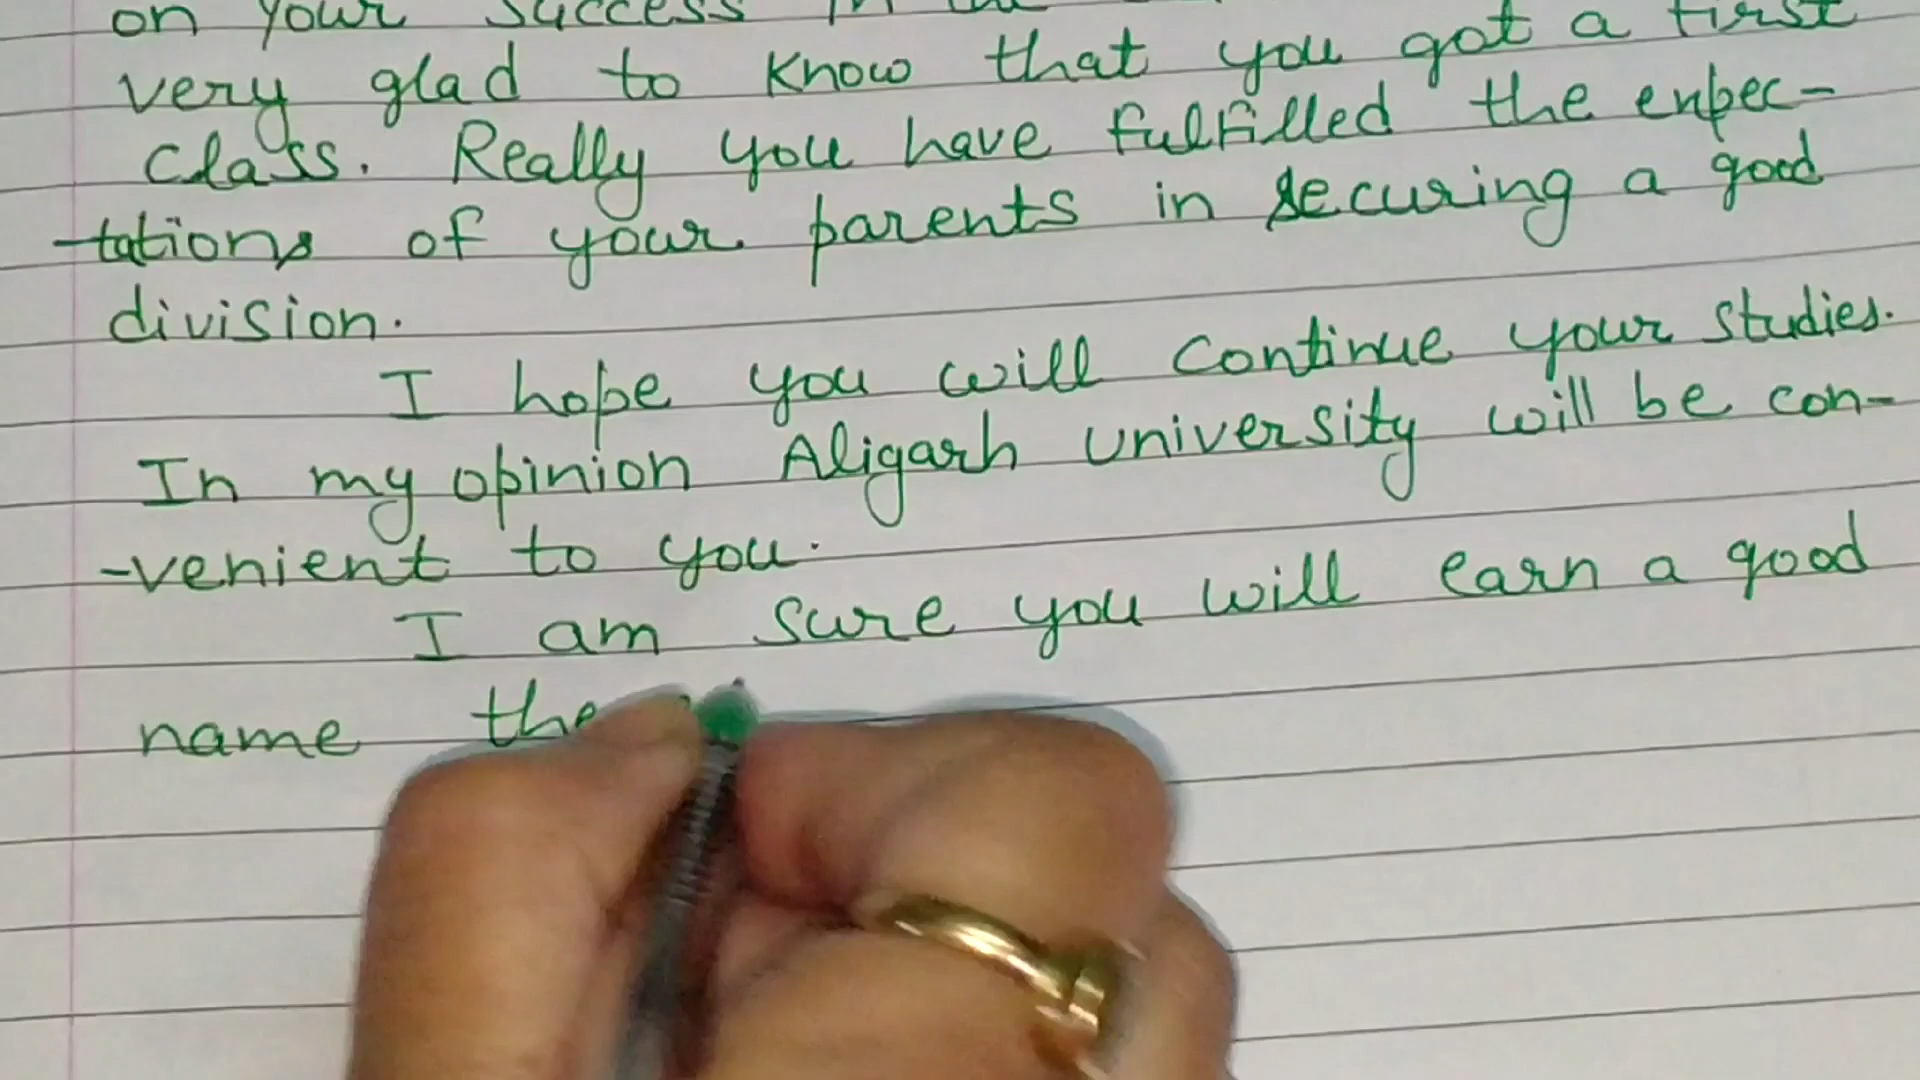 on your success in
very glad to know that you got a first
class. Really you have fulfilled the expec-
-tations of your parents in securing a good
division.
I hope you will continue your studies.
In my opinion Aligarh university will be con-
-venient to you.
I am sure you will earn a good
name